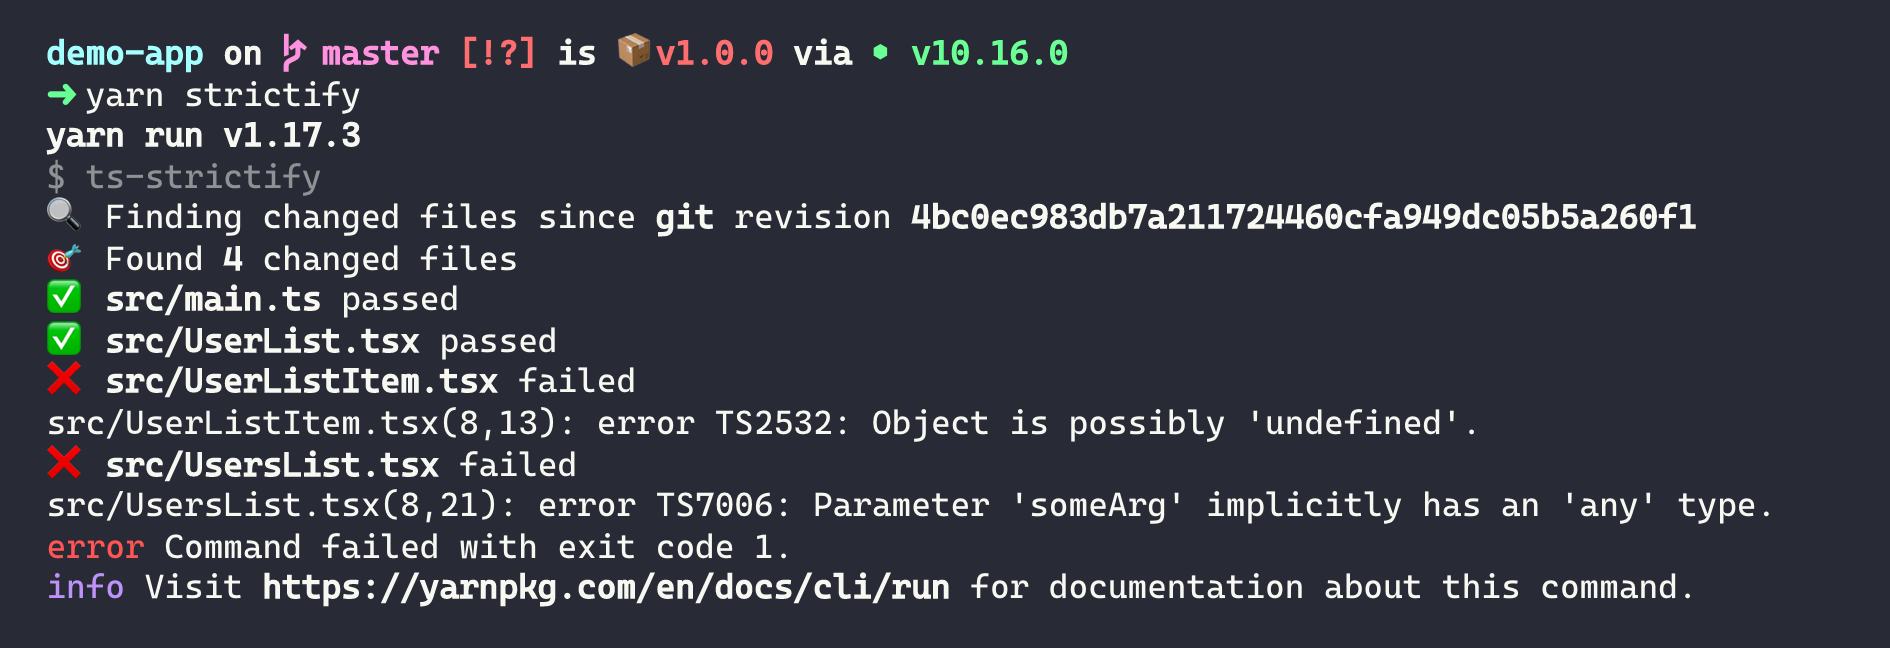 demo-app on master [!?] is 📦v1.0.0 via ⬢ v10.16.0
➜ yarn strictify
yarn run v1.17.3
$ ts-strictify
🔍 Finding changed files since git revision 4bc0ec983db7a211724460cfa949dc05b5a260f1
🎯 Found 4 changed files
✅ src/main.ts passed
✅ src/UserList.tsx passed
❌ src/UserListItem.tsx failed
src/UserListItem.tsx(8,13): error TS2532: Object is possibly 'undefined'.
❌ src/UsersList.tsx failed
src/UsersList.tsx(8,21): error TS7006: Parameter 'someArg' implicitly has an 'any' type.
error Command failed with exit code 1.
info Visit https://yarnpkg.com/en/docs/cli/run for documentation about this command.